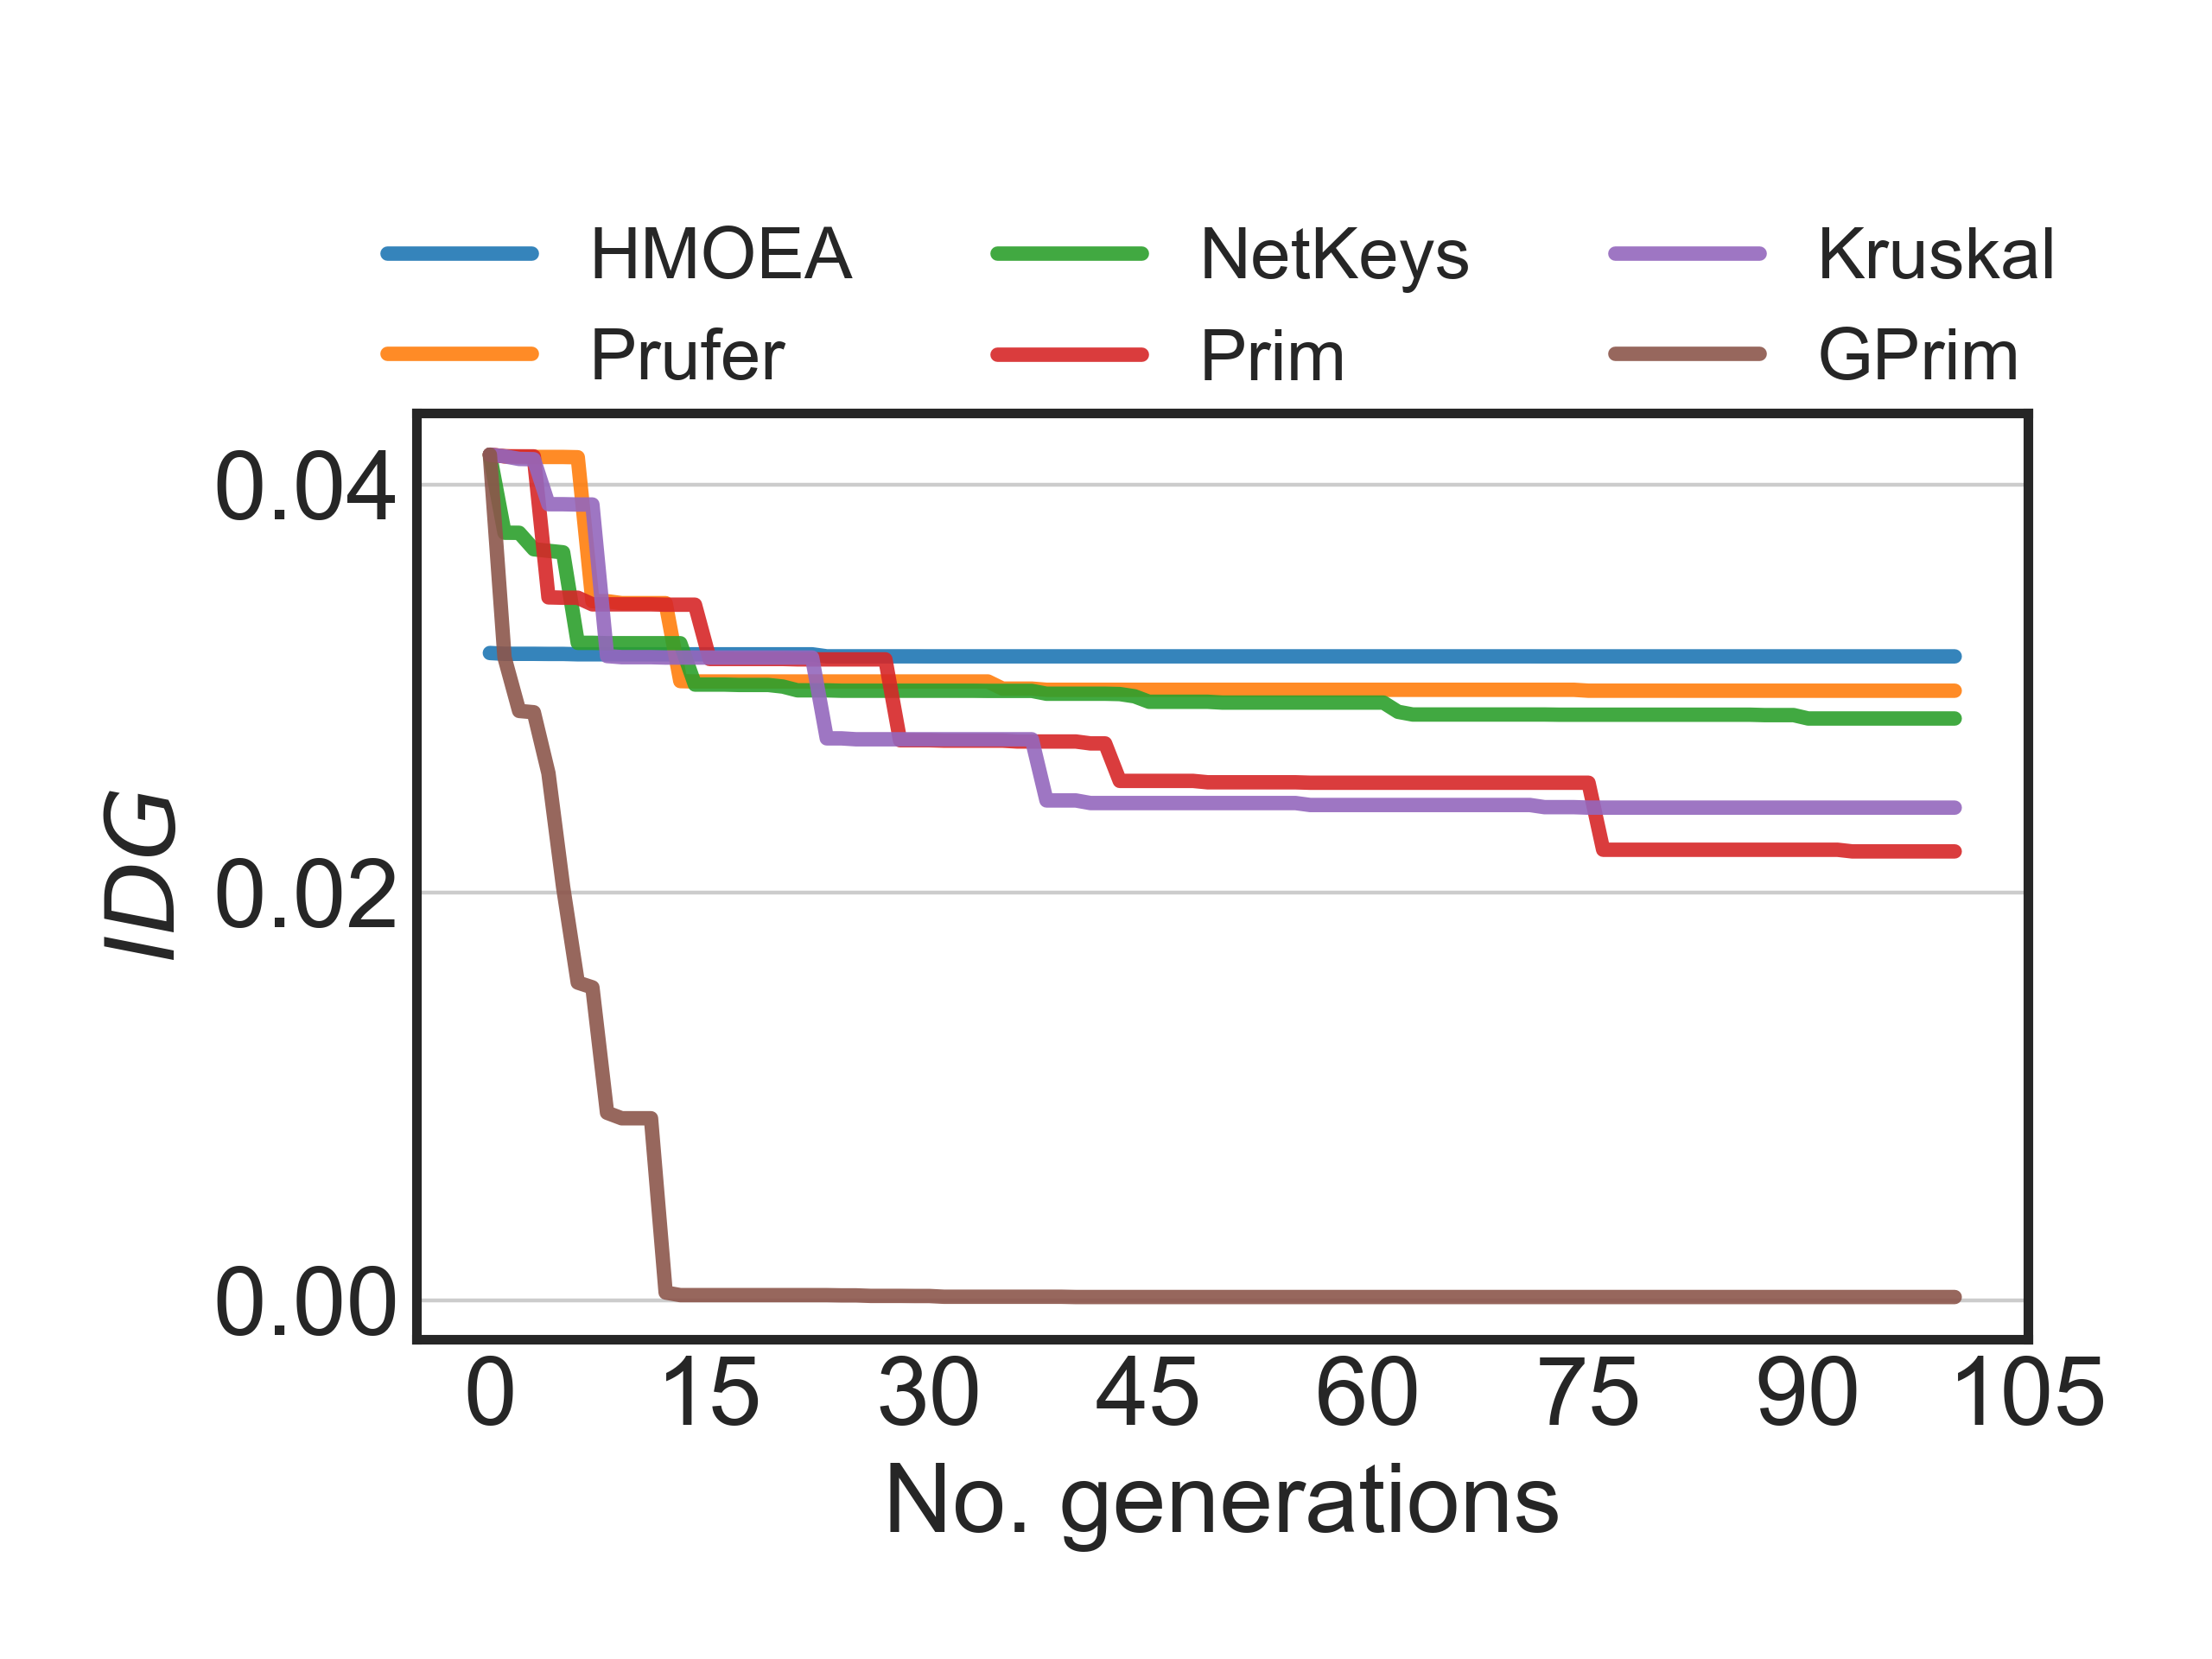 HMOEA NetKeys Kruskal
Prufer Prim GPrim
0.04
0.02
0.00
IDG
0 15 30 45 60 75 90 105
No. generations